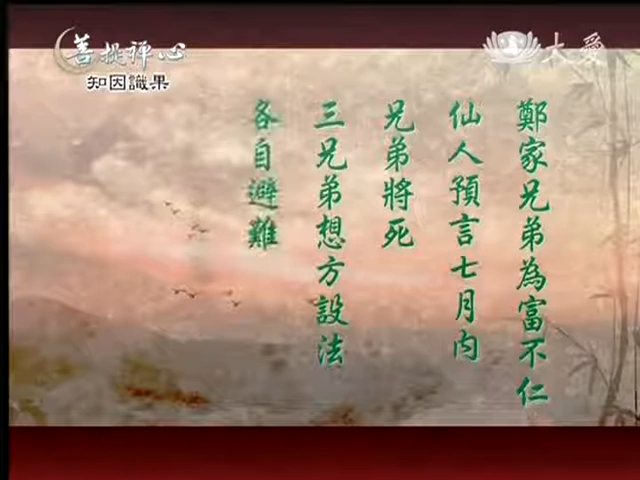 菩提禪心
知因識果
大愛
鄭家兄弟為富不仁
仙人預言七月內
兄弟將死
三兄弟想方設法
各自避難